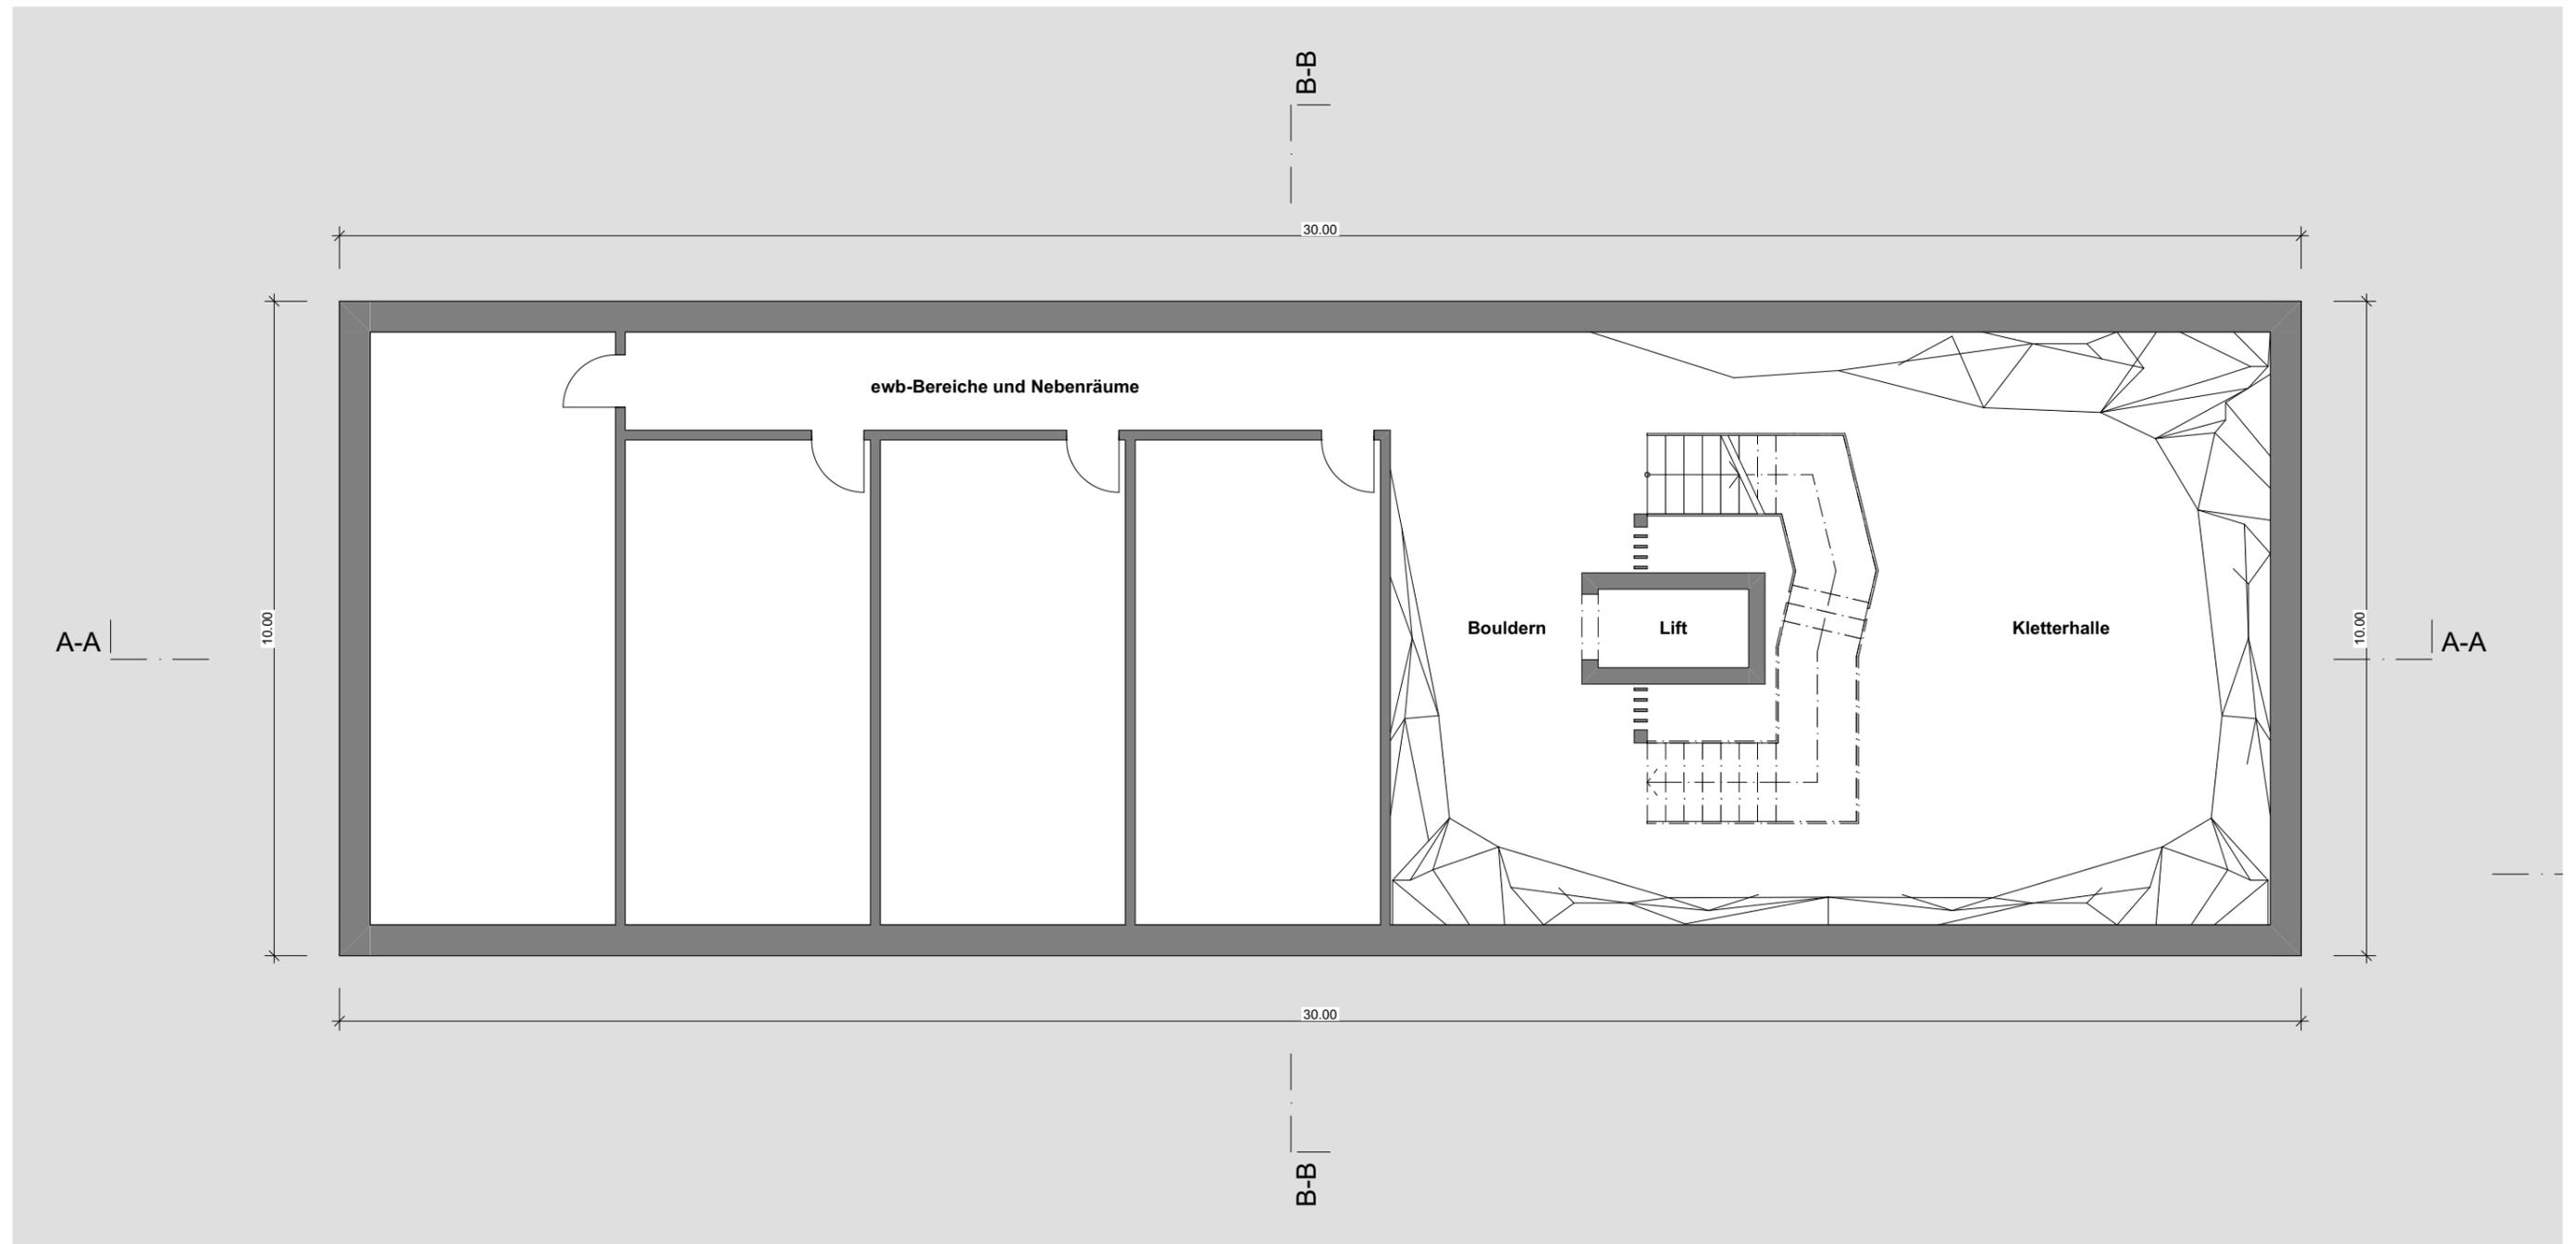 B-B
30.00
ewb-Bereiche und Nebenräume
A-A
10.00
Bouldern
Lift
Kletterhalle
10.00
A-A
30.00
B-B